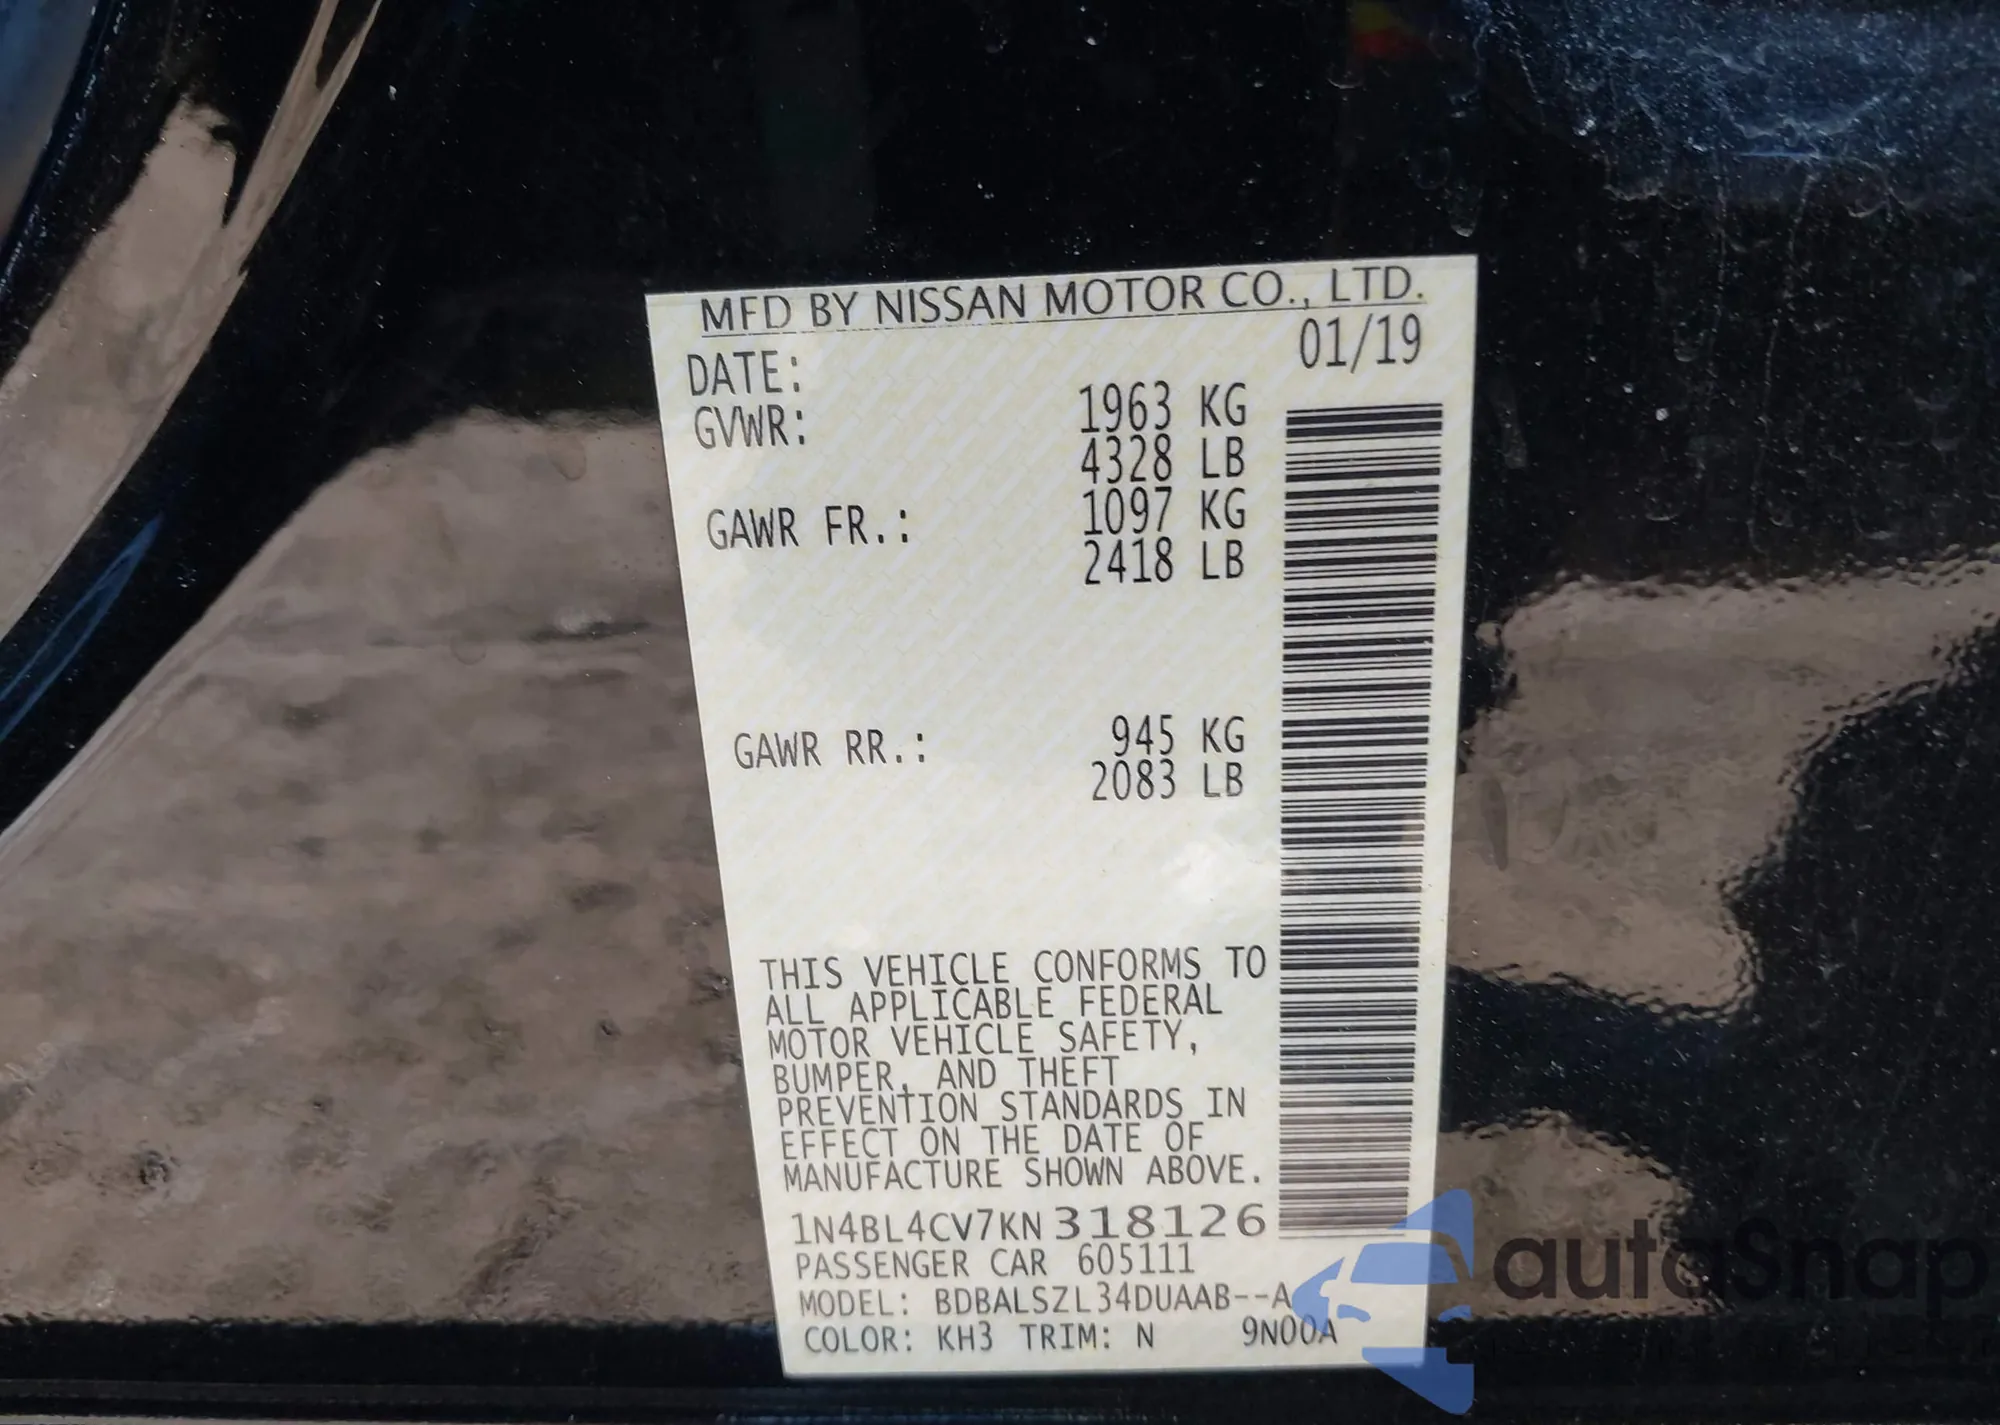 MFD BY NISSAN MOTOR CO., LTD.
DATE: 01/19
GVWR: 1963 KG
4328 LB
GAWR FR.: 1097 KG
2418 LB
GAWR RR.: 945 KG
2083 LB
THIS VEHICLE CONFORMS TO
ALL APPLICABLE FEDERAL
MOTOR VEHICLE SAFETY,
BUMPER, AND THEFT
PREVENTION STANDARDS IN
EFFECT ON THE DATE OF
MANUFACTURE SHOWN ABOVE.
1N4BL4CV7KN318126
PASSENGER CAR 605111
MODEL: BDBALSZL34DUAAB--A
COLOR: KH3 TRIM: N 9N00A
autoSnap